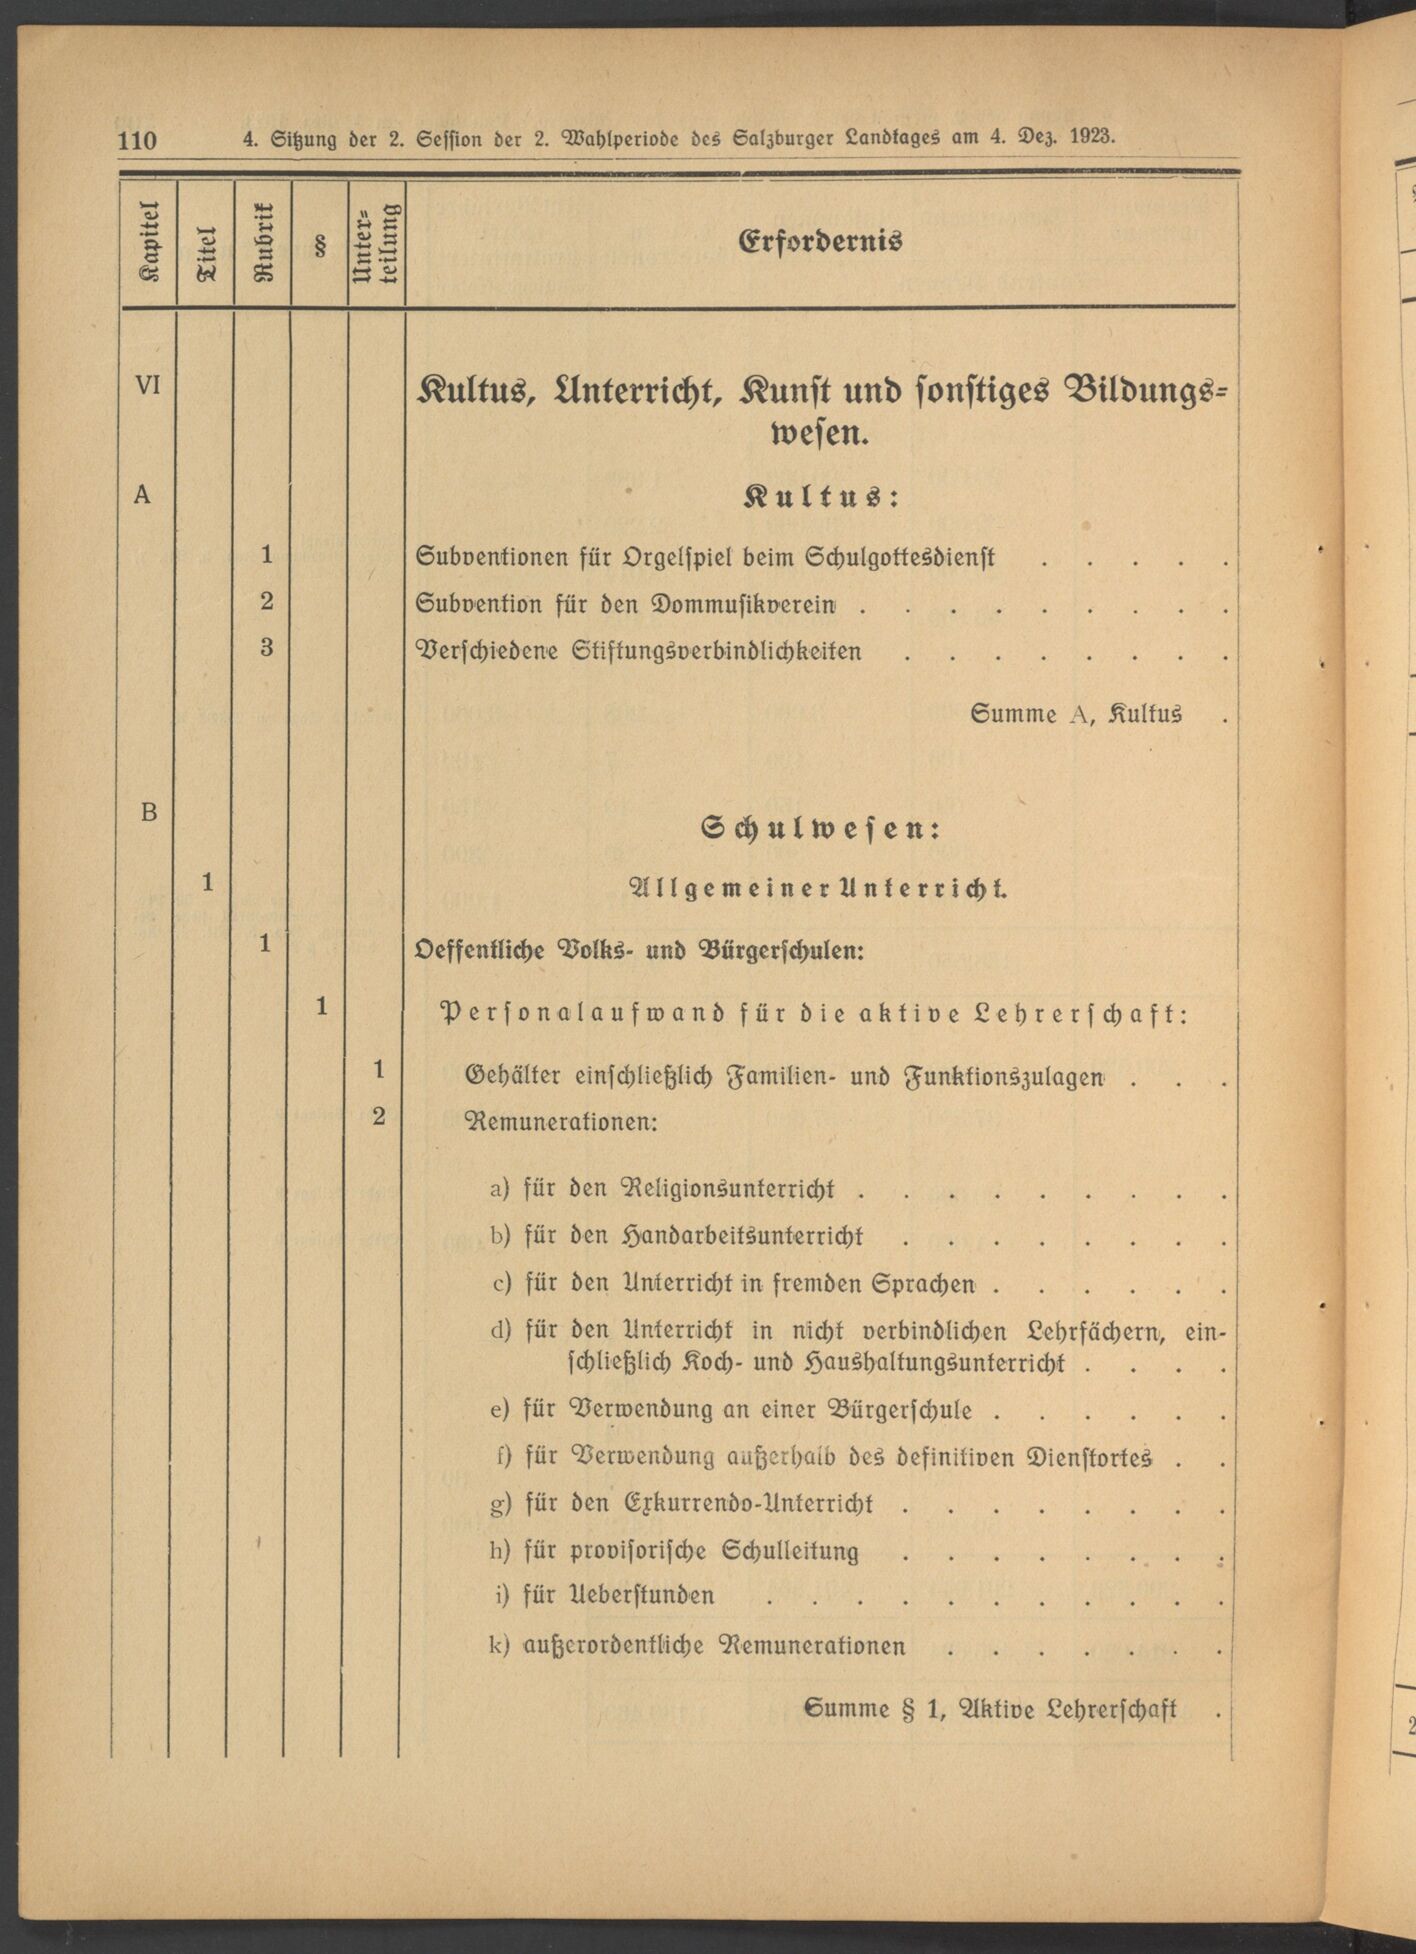 110 4. Sitzung der 2. Session der 2. Wahlperiode des Salzburger Landtages am 4. Dez. 1923.
Kapitel Titel Rubrik § Unter-teilung Erfordernis
VI Kultus, Unterricht, Kunst und sonstiges Bildungs-
wesen.
A Kultus:
1 Subventionen für Orgelspiel beim Schulgottesdienst . . . . .
2 Subvention für den Dommusikverein . . . . . . . . .
3 Verschiedene Stiftungsverbindlichkeiten . . . . . . . .
Summe A, Kultus .
B Schulwesen:
1 Allgemeiner Unterricht.
1 Oeffentliche Volks- und Bürgerschulen:
1 Personalaufwand für die aktive Lehrerschaft:
1 Gehälter einschließlich Familien- und Funktionszulagen . . .
2 Remunerationen:
a) für den Religionsunterricht . . . . . . . . .
b) für den Handarbeitsunterricht . . . . . . . .
c) für den Unterricht in fremden Sprachen . . . . . .
d) für den Unterricht in nicht verbindlichen Lehrfächern, ein-
schließlich Koch- und Haushaltungsunterricht . . . .
e) für Verwendung an einer Bürgerschule . . . . . .
f) für Verwendung außerhalb des definitiven Dienstortes . .
g) für den Exkurrendo-Unterricht . . . . . . . .
h) für provisorische Schulleitung . . . . . . . .
i) für Ueberstunden . . . . . . . . . . .
k) außerordentliche Remunerationen . . . . . . .
Summe § 1, Aktive Lehrerschaft .